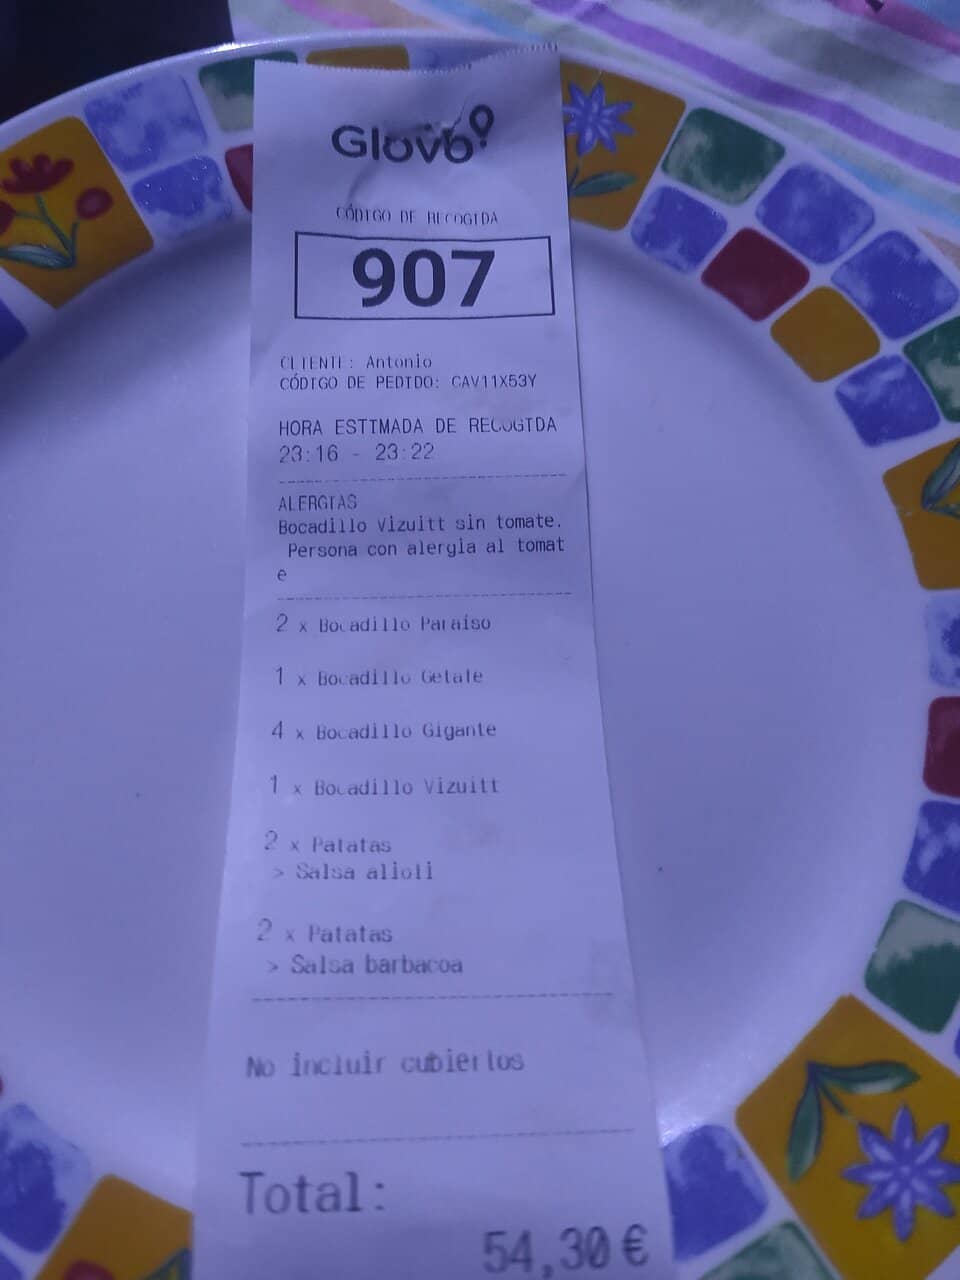 Glovo
CÓDIGO DE RECOGIDA
907
CLIENTE: Antonio
CÓDIGO DE PEDIDO: CAV11X53Y
HORA ESTIMADA DE RECOGIDA
23:16 - 23:22
ALERGIAS
Bocadillo Vizuitt sin tomate.
Persona con alergia al tomat
e
2 x Bocadillo Paraiso
1 x Bocadillo Getafe
4 x Bocadillo Gigante
1 x Bocadillo Vizuitt
2 x Patatas
> Salsa alioli
2 x Patatas
> Salsa barbacoa
No incluir cubiertos
Total:
54,30 €